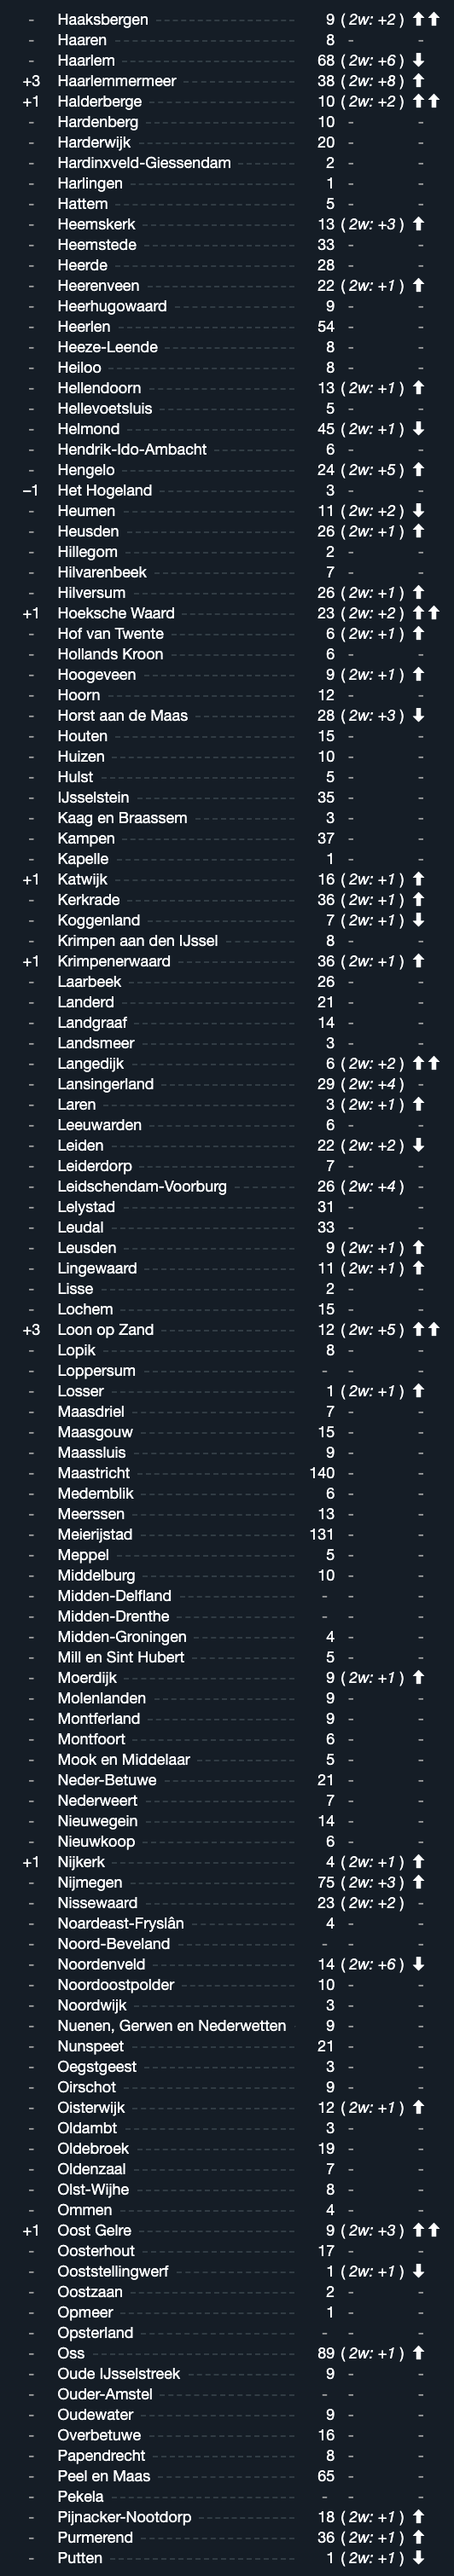 - Haaksbergen 9 (2w: +2) ⬆⬆
- Haaren 8 - -
- Haarlem 68 (2w: +6) ⬇
+3 Haarlemmermeer 38 (2w: +8) ⬆
+1 Halderberge 10 (2w: +2) ⬆⬆
- Hardenberg 10 - -
- Harderwijk 20 - -
- Hardinxveld-Giessendam 2 - -
- Harlingen 1 - -
- Hattem 5 - -
- Heemskerk 13 (2w: +3) ⬆
- Heemstede 33 - -
- Heerde 28 - -
- Heerenveen 22 (2w: +1) ⬆
- Heerhugowaard 9 - -
- Heerlen 54 - -
- Heeze-Leende 8 - -
- Heiloo 8 - -
- Hellendoorn 13 (2w: +1) ⬆
- Hellevoetsluis 5 - -
- Helmond 45 (2w: +1) ⬇
- Hendrik-Ido-Ambacht 6 - -
- Hengelo 24 (2w: +5) ⬆
−1 Het Hogeland 3 - -
- Heumen 11 (2w: +2) ⬇
- Heusden 26 (2w: +1) ⬆
- Hillegom 2 - -
- Hilvarenbeek 7 - -
- Hilversum 26 (2w: +1) ⬆
+1 Hoeksche Waard 23 (2w: +2) ⬆⬆
- Hof van Twente 6 (2w: +1) ⬆
- Hollands Kroon 6 - -
- Hoogeveen 9 (2w: +1) ⬆
- Hoorn 12 - -
- Horst aan de Maas 28 (2w: +3) ⬇
- Houten 15 - -
- Huizen 10 - -
- Hulst 5 - -
- IJsselstein 35 - -
- Kaag en Braassem 3 - -
- Kampen 37 - -
- Kapelle 1 - -
+1 Katwijk 16 (2w: +1) ⬆
- Kerkrade 36 (2w: +1) ⬆
- Koggenland 7 (2w: +1) ⬇
- Krimpen aan den IJssel 8 - -
+1 Krimpenerwaard 36 (2w: +1) ⬆
- Laarbeek 26 - -
- Landerd 21 - -
- Landgraaf 14 - -
- Landsmeer 3 - -
- Langedijk 6 (2w: +2) ⬆⬆
- Lansingerland 29 (2w: +4) -
- Laren 3 (2w: +1) ⬆
- Leeuwarden 6 - -
- Leiden 22 (2w: +2) ⬇
- Leiderdorp 7 - -
- Leidschendam-Voorburg 26 (2w: +4) -
- Lelystad 31 - -
- Leudal 33 - -
- Leusden 9 (2w: +1) ⬆
- Lingewaard 11 (2w: +1) ⬆
- Lisse 2 - -
- Lochem 15 - -
+3 Loon op Zand 12 (2w: +5) ⬆⬆
- Lopik 8 - -
- Loppersum - - -
- Losser 1 (2w: +1) ⬆
- Maasdriel 7 - -
- Maasgouw 15 - -
- Maassluis 9 - -
- Maastricht 140 - -
- Medemblik 6 - -
- Meerssen 13 - -
- Meierijstad 131 - -
- Meppel 5 - -
- Middelburg 10 - -
- Midden-Delfland - - -
- Midden-Drenthe - - -
- Midden-Groningen 4 - -
- Mill en Sint Hubert 5 - -
- Moerdijk 9 (2w: +1) ⬆
- Molenlanden 9 - -
- Montferland 9 - -
- Montfoort 6 - -
- Mook en Middelaar 5 - -
- Neder-Betuwe 21 - -
- Nederweert 7 - -
- Nieuwegein 14 - -
- Nieuwkoop 6 - -
+1 Nijkerk 4 (2w: +1) ⬆
- Nijmegen 75 (2w: +3) ⬆
- Nissewaard 23 (2w: +2) -
- Noardeast-Fryslân 4 - -
- Noord-Beveland - - -
- Noordenveld 14 (2w: +6) ⬇
- Noordoostpolder 10 - -
- Noordwijk 3 - -
- Nuenen, Gerwen en Nederwetten 9 - -
- Nunspeet 21 - -
- Oegstgeest 3 - -
- Oirschot 9 - -
- Oisterwijk 12 (2w: +1) ⬆
- Oldambt 3 - -
- Oldebroek 19 - -
- Oldenzaal 7 - -
- Olst-Wijhe 8 - -
- Ommen 4 - -
+1 Oost Gelre 9 (2w: +3) ⬆⬆
- Oosterhout 17 - -
- Ooststellingwerf 1 (2w: +1) ⬇
- Oostzaan 2 - -
- Opmeer 1 - -
- Opsterland - - -
- Oss 89 (2w: +1) ⬆
- Oude IJsselstreek 9 - -
- Ouder-Amstel - - -
- Oudewater 9 - -
- Overbetuwe 16 - -
- Papendrecht 8 - -
- Peel en Maas 65 - -
- Pekela - - -
- Pijnacker-Nootdorp 18 (2w: +1) ⬆
- Purmerend 36 (2w: +1) ⬆
- Putten 1 (2w: +1) ⬇